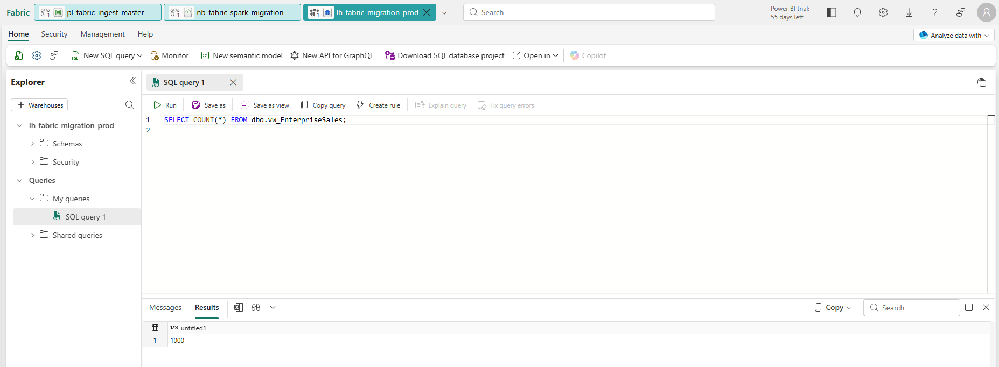 Fabric pl_fabric_ingest_master nb_fabric_spark_migration lh_fabric_migration_prod Search Power BI trial: 55 days left
Home Security Management Help Analyze data with
New SQL query Monitor New semantic model New API for GraphQL Download SQL database project Open in Copilot
Explorer
Warehouses
lh_fabric_migration_prod
Schemas
Security
Queries
My queries
SQL query 1
Shared queries
SQL query 1
Run Save as Save as view Copy query Create rule Explain query Fix query errors
1 SELECT COUNT(*) FROM dbo.vw_EnterpriseSales;
2
Messages Results Copy Search
123 untitled1
1 1000